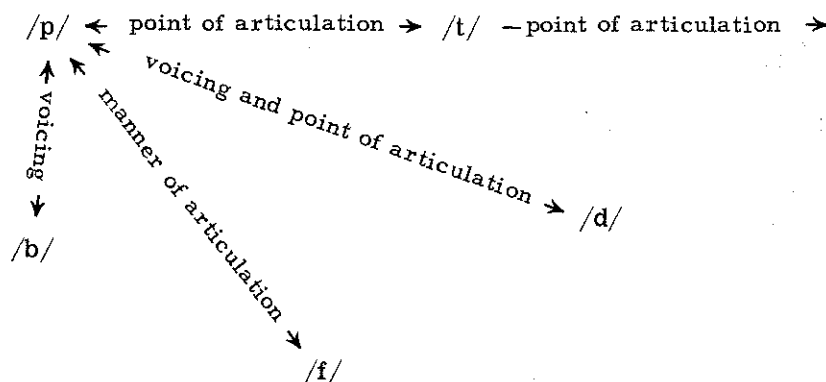 /p/ ↔ point of articulation → /t/ – point of articulation →
voicing and point of articulation
manner of articulation
voicing
/d/
/b/
/f/